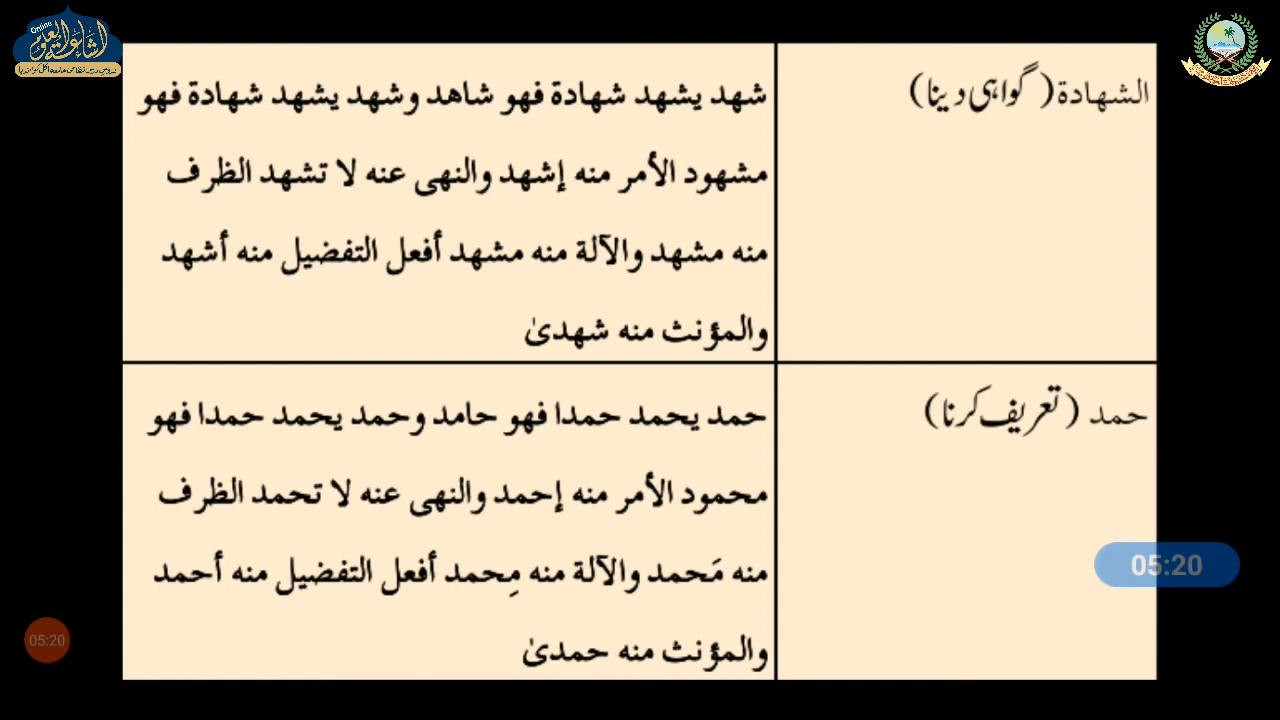 Online
الشهادة (گواہی دینا)
شهد يشهد شهادة فهو شاهد وشهد يشهد شهادة فهو
مشهود الأمر منه إشهد والنهى عنه لا تشهد الظرف
منه مشهد والآلة منه مشهد أفعل التفضيل منه أشهد
والمؤنث منه شهدىٰ
حمد (تعریف کرنا)
حمد يحمد حمدا فهو حامد وحمد يحمد حمدا فهو
محمود الأمر منه إحمد والنهى عنه لا تحمد الظرف
منه مَحمد والآلة منه مِحمد أفعل التفضيل منه أحمد
والمؤنث منه حمدىٰ
05:20
05:20